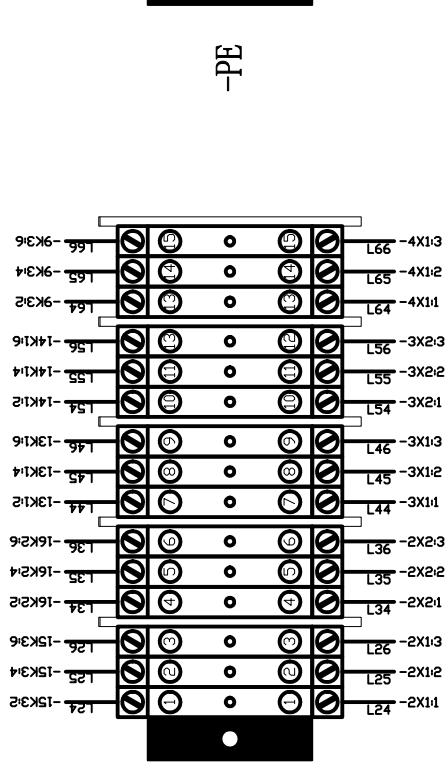 -PE
-9K3:6 L66 15 15 L66 -4X1:3
-9K3:4 L65 14 14 L65 -4X1:2
-9K3:2 L64 13 13 L64 -4X1:1
-14K1:6 L56 13 12 L56 -3X2:3
-14K1:4 L55 11 11 L55 -3X2:2
-14K1:2 L54 10 10 L54 -3X2:1
-13K1:6 L46 9 9 L46 -3X1:3
-13K1:4 L45 8 8 L45 -3X1:2
-13K1:2 L44 7 7 L44 -3X1:1
-16K2:6 L36 6 6 L36 -2X2:3
-16K2:4 L35 5 5 L35 -2X2:2
-16K2:2 L34 4 4 L34 -2X2:1
-15K3:6 L26 3 3 L26 -2X1:3
-15K3:4 L25 2 2 L25 -2X1:2
-15K3:2 L24 1 1 L24 -2X1:1